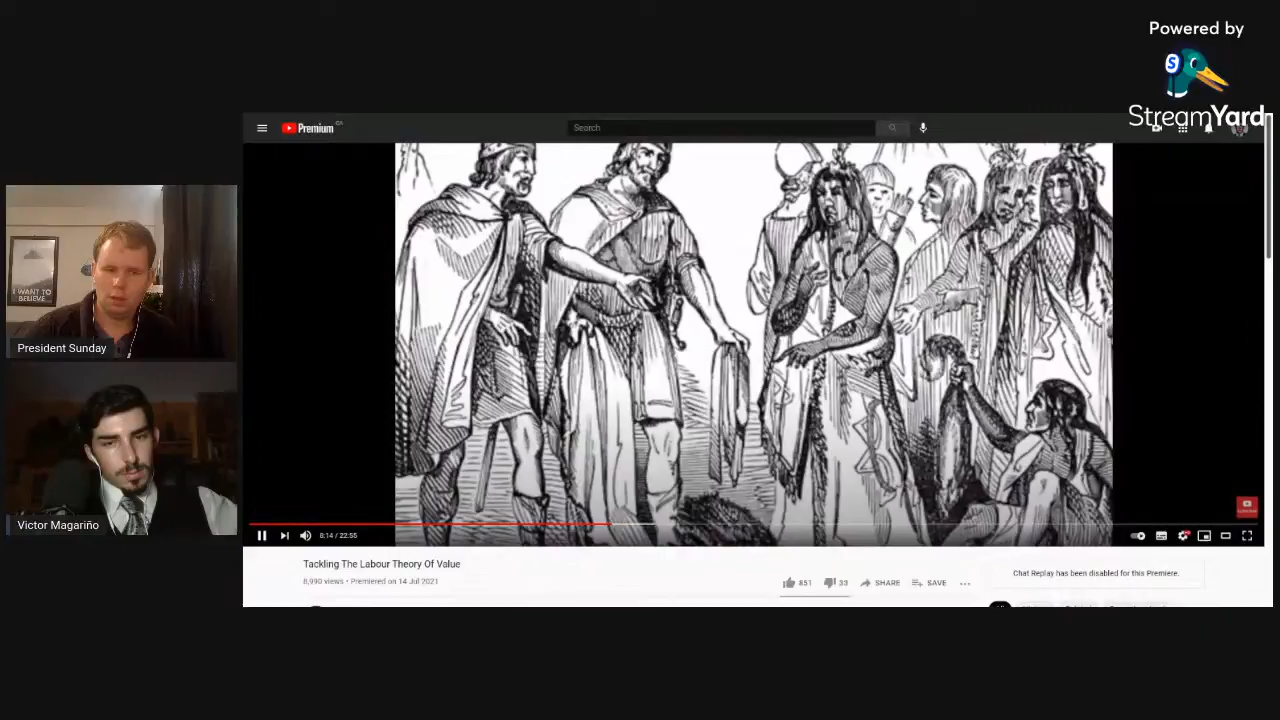 Powered by
StreamYard
Premium CA
Search
I WANT TO
BELIEVE
President Sunday
Victor Magariño
8:14 / 22:55
Tackling The Labour Theory Of Value
8,990 views • Premiered on 14 Jul 2021
851
33
SHARE
SAVE
Chat Replay has been disabled for this Premiere.